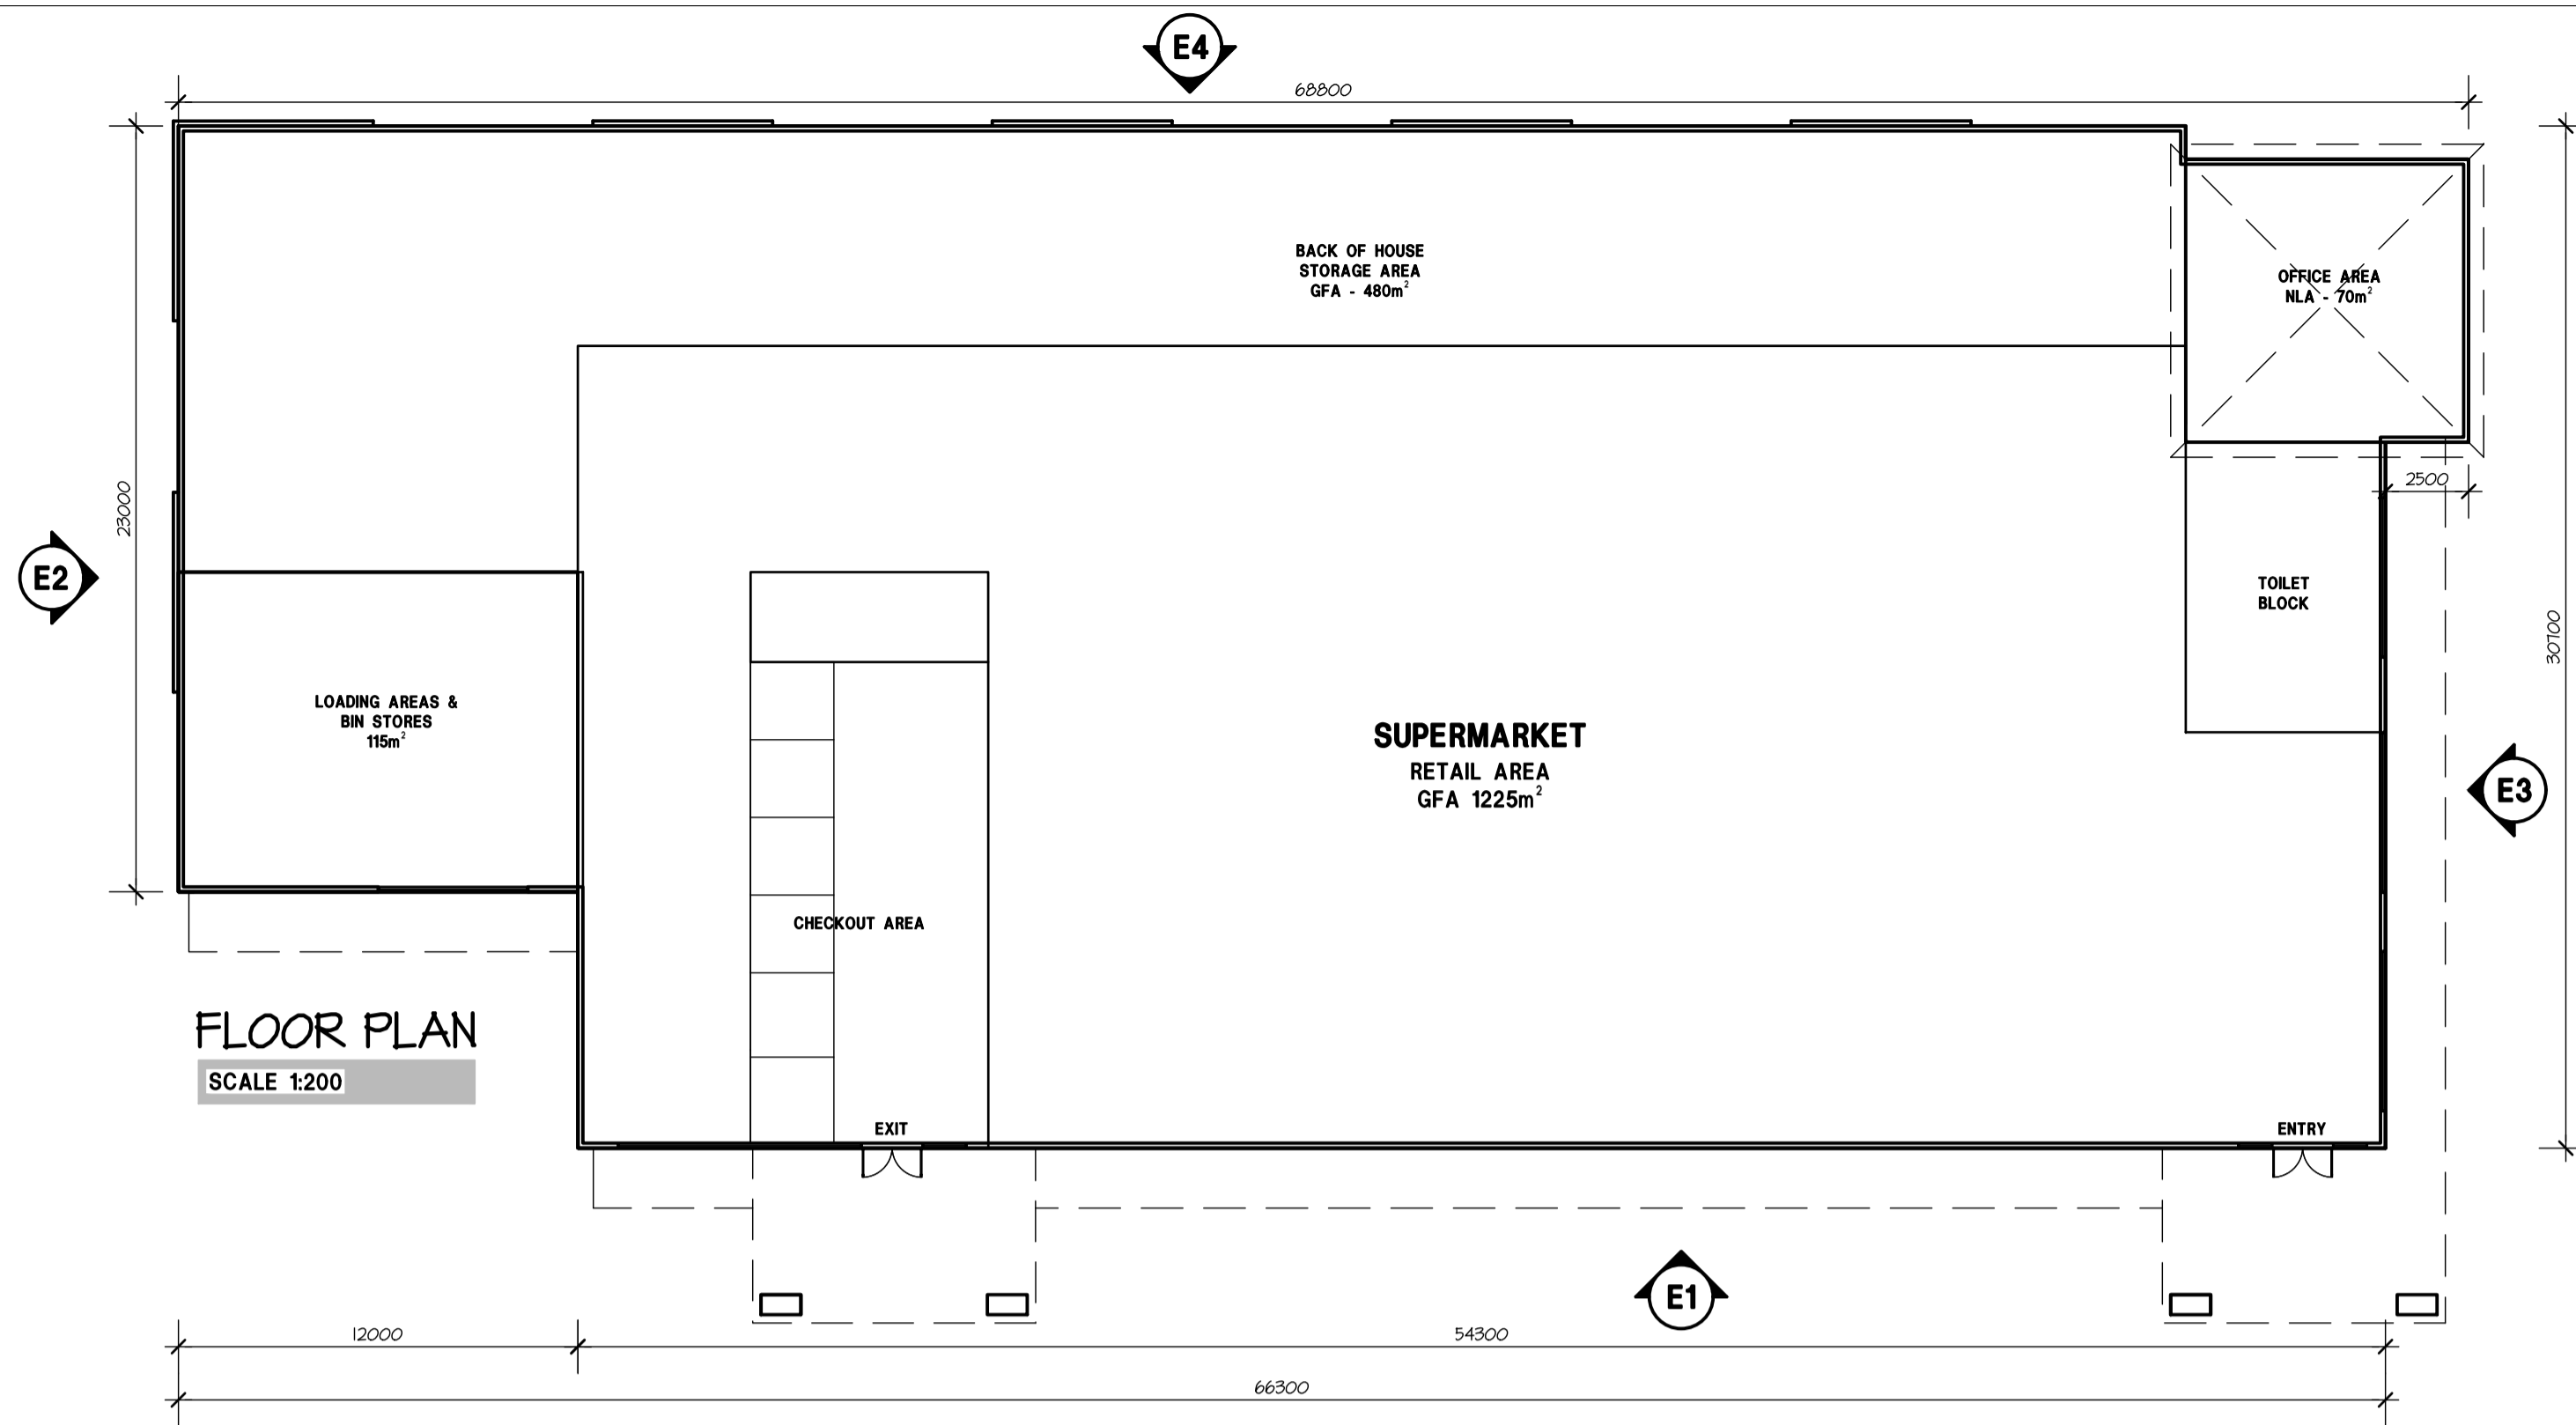 E4
68800
BACK OF HOUSE
STORAGE AREA
GFA - 480m²
OFFICE AREA
NLA - 70m²
2500
23000
E2
TOILET
BLOCK
30700
LOADING AREAS &
BIN STORES
115m²
SUPERMARKET
RETAIL AREA
GFA 1225m²
E3
CHECKOUT AREA
FLOOR PLAN
SCALE 1:200
EXIT
ENTRY
E1
12000
54300
66300